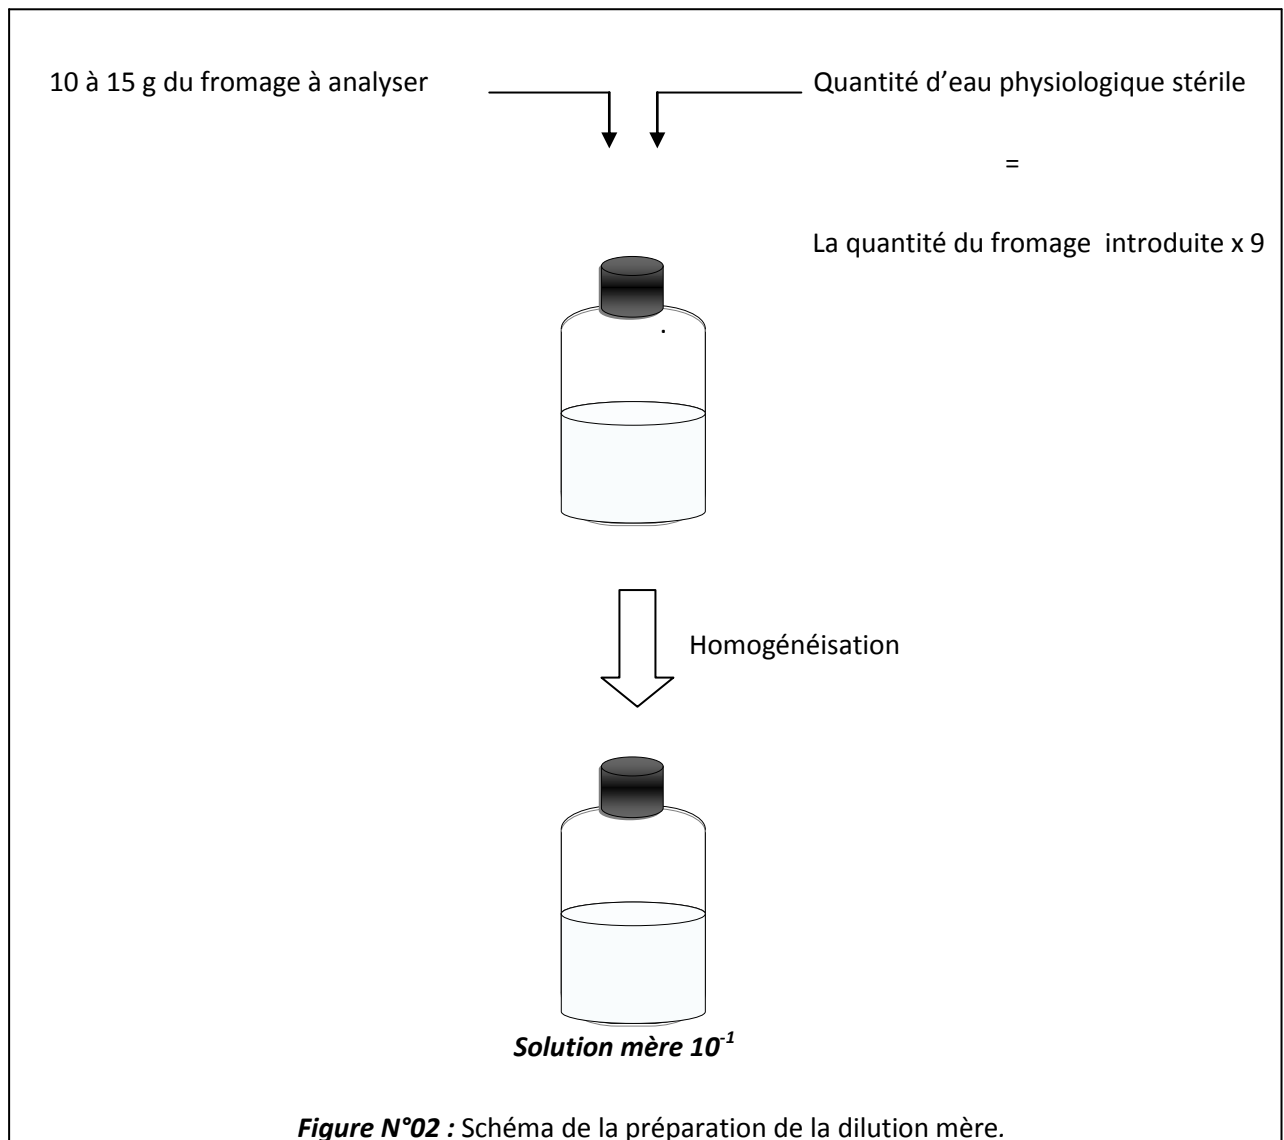 10 à 15 g du fromage à analyser
Quantité d’eau physiologique stérile
=
La quantité du fromage introduite x 9
Homogénéisation
Solution mère 10⁻¹
Figure N°02 : Schéma de la préparation de la dilution mère.